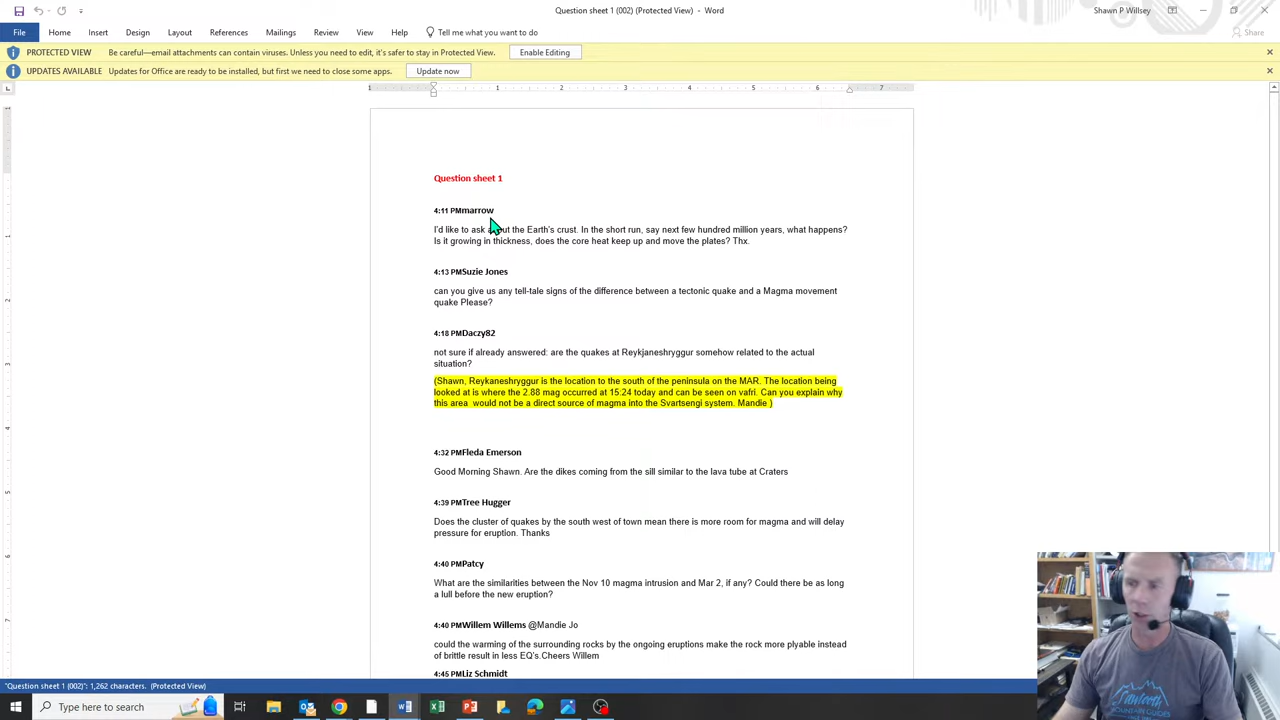 Question sheet 1 (002) (Protected View) - Word
Shawn P Willsey
File Home Insert Design Layout References Mailings Review View Help Tell me what you want to do Share
PROTECTED VIEW Be careful—email attachments can contain viruses. Unless you need to edit, it's safer to stay in Protected View. Enable Editing
UPDATES AVAILABLE Updates for Office are ready to be installed, but first we need to close some apps. Update now
1 1 2 3 4 5 6 7
Question sheet 1
4:11 PMmarrow
I'd like to ask about the Earth's crust. In the short run, say next few hundred million years, what happens?
Is it growing in thickness, does the core heat keep up and move the plates? Thx.
4:13 PMSuzie Jones
can you give us any tell-tale signs of the difference between a tectonic quake and a Magma movement
quake Please?
4:18 PMDaczy82
not sure if already answered: are the quakes at Reykjaneshryggur somehow related to the actual
situation?
(Shawn, Reykaneshryggur is the location to the south of the peninsula on the MAR. The location being
looked at is where the 2.88 mag occurred at 15:24 today and can be seen on vafri. Can you explain why
this area would not be a direct source of magma into the Svartsengi system. Mandie )
4:32 PMFleda Emerson
Good Morning Shawn. Are the dikes coming from the sill similar to the lava tube at Craters
4:39 PMTree Hugger
Does the cluster of quakes by the south west of town mean there is more room for magma and will delay
pressure for eruption. Thanks
4:40 PMPatcy
What are the similarities between the Nov 10 magma intrusion and Mar 2, if any? Could there be as long
a lull before the new eruption?
4:40 PMWillem Willems @Mandie Jo
could the warming of the surrounding rocks by the ongoing eruptions make the rock more plyable instead
of brittle result in less EQ's.Cheers Willem
4:45 PMLiz Schmidt
"Question sheet 1 (002)": 1,262 characters. (Protected View)
Type here to search